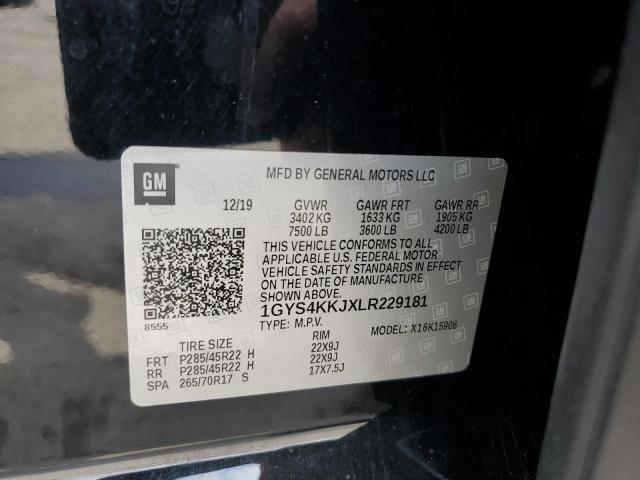 GM
MFD BY GENERAL MOTORS LLC
12/19 GVWR GAWR FRT GAWR RR
3402 KG 1633 KG 1905 KG
7500 LB 3600 LB 4200 LB
THIS VEHICLE CONFORMS TO ALL
APPLICABLE U.S. FEDERAL MOTOR
VEHICLE SAFETY STANDARDS IN EFFECT
ON THE DATE OF MANUFACTURE
SHOWN ABOVE.
1GYS4KKJXLR229181
8555
TYPE: M.P.V. MODEL: X16K15906
TIRE SIZE RIM
FRT P285/45R22 H 22X9J
RR P285/45R22 H 22X9J
SPA 265/70R17 S 17X7.5J